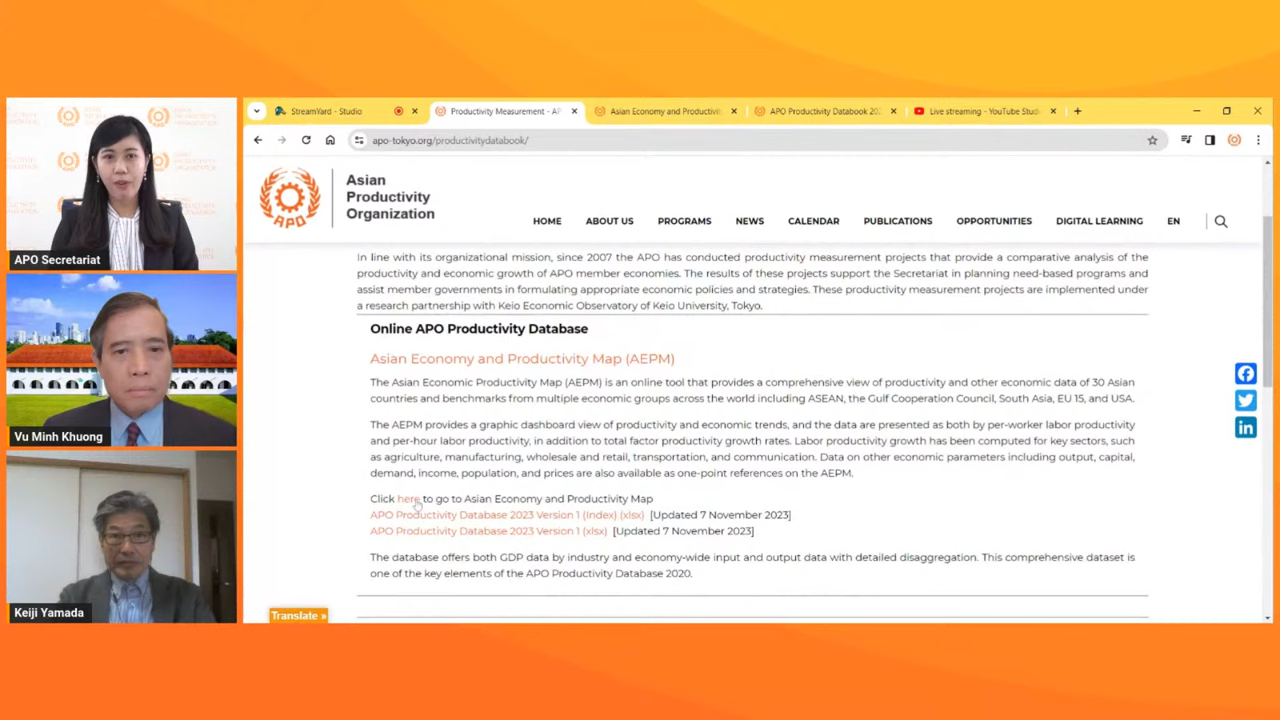 APO Secretariat
Vu Minh Khuong
Keiji Yamada
StreamYard - Studio
Productivity Measurement - AP
Asian Economy and Productivit
APO Productivity Databook 202
Live streaming - YouTube Stud
apo-tokyo.org/productivitydatabook/
APO
Asian
Productivity
Organization
HOME ABOUT US PROGRAMS NEWS CALENDAR PUBLICATIONS OPPORTUNITIES DIGITAL LEARNING EN
In line with its organizational mission, since 2007 the APO has conducted productivity measurement projects that provide a comparative analysis of the
productivity and economic growth of APO member economies. The results of these projects support the Secretariat in planning need-based programs and
assist member governments in formulating appropriate economic policies and strategies. These productivity measurement projects are implemented under
a research partnership with Keio Economic Observatory of Keio University, Tokyo.
Online APO Productivity Database
Asian Economy and Productivity Map (AEPM)
The Asian Economic Productivity Map (AEPM) is an online tool that provides a comprehensive view of productivity and other economic data of 30 Asian
countries and benchmarks from multiple economic groups across the world including ASEAN, the Gulf Cooperation Council, South Asia, EU 15, and USA.
The AEPM provides a graphic dashboard view of productivity and economic trends, and the data are presented as both by per-worker labor productivity
and per-hour labor productivity, in addition to total factor productivity growth rates. Labor productivity growth has been computed for key sectors, such
as agriculture, manufacturing, wholesale and retail, transportation, and communication. Data on other economic parameters including output, capital,
demand, income, population, and prices are also available as one-point references on the AEPM.
Click here to go to Asian Economy and Productivity Map
APO Productivity Database 2023 Version 1 (Index) (xlsx) [Updated 7 November 2023]
APO Productivity Database 2023 Version 1 (xlsx) [Updated 7 November 2023]
The database offers both GDP data by industry and economy-wide input and output data with detailed disaggregation. This comprehensive dataset is
one of the key elements of the APO Productivity Database 2020.
Translate »